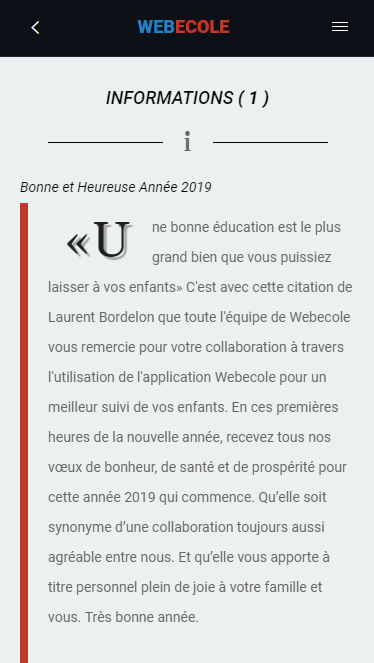 WEBECOLE
INFORMATIONS ( 1 )
i
Bonne et Heureuse Année 2019
«Une bonne éducation est le plus
grand bien que vous puissiez
laisser à vos enfants» C'est avec cette citation de
Laurent Bordelon que toute l'équipe de Webecole
vous remercie pour votre collaboration à travers
l'utilisation de l'application Webecole pour un
meilleur suivi de vos enfants. En ces premières
heures de la nouvelle année, recevez tous nos
vœux de bonheur, de santé et de prospérité pour
cette année 2019 qui commence. Qu’elle soit
synonyme d’une collaboration toujours aussi
agréable entre nous. Et qu’elle vous apporte à
titre personnel plein de joie à votre famille et
vous. Très bonne année.